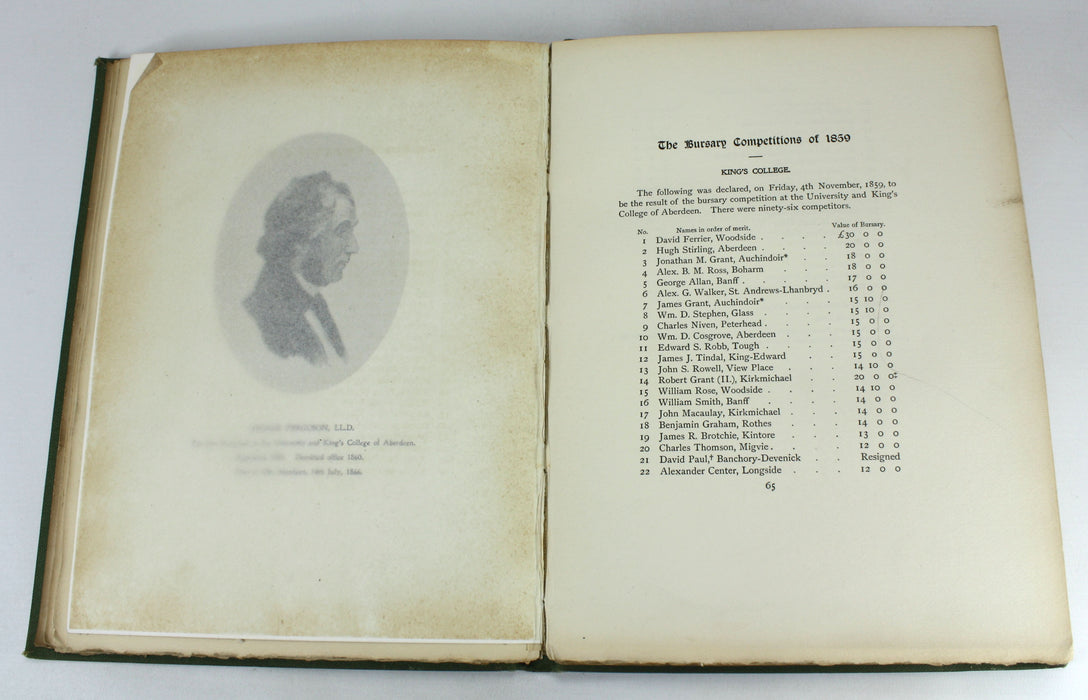 FERGUSON, LL.D.
University and King's College of Aberdeen.
Demitted office 1860.
July, 1866.
The Bursary Competitions of 1859
KING'S COLLEGE.
The following was declared, on Friday, 4th November, 1859, to
be the result of the bursary competition at the University and King's
College of Aberdeen. There were ninety-six competitors.
No. Names in order of merit. Value of Bursary.
1 David Ferrier, Woodside . . . . £30 0 0
2 Hugh Stirling, Aberdeen . . . . 20 0 0
3 Jonathan M. Grant, Auchindoir* . . 18 0 0
4 Alex. B. M. Ross, Boharm . . . 18 0 0
5 George Allan, Banff . . . . . 17 0 0
6 Alex. G. Walker, St. Andrews-Lhanbryd . 16 0 0
7 James Grant, Auchindoir* . . . 15 10 0
8 Wm. D. Stephen, Glass . . . . 15 10 0
9 Charles Niven, Peterhead . . . . 15 0 0
10 Wm. D. Cosgrove, Aberdeen . . . 15 0 0
11 Edward S. Robb, Tough . . . . 15 0 0
12 James J. Tindal, King-Edward . . 15 0 0
13 John S. Rowell, View Place . . . 14 10 0
14 Robert Grant (II.), Kirkmichael . . 20 0 0‡
15 William Rose, Woodside . . . . 14 10 0
16 William Smith, Banff . . . . 14 0 0
17 John Macaulay, Kirkmichael . . . 14 0 0
18 Benjamin Graham, Rothes . . . 14 0 0
19 James R. Brotchie, Kintore . . . 13 0 0
20 Charles Thomson, Migvie . . . . 12 0 0
21 David Paul,† Banchory-Devenick . . Resigned
22 Alexander Center, Longside . . . 12 0 0
65